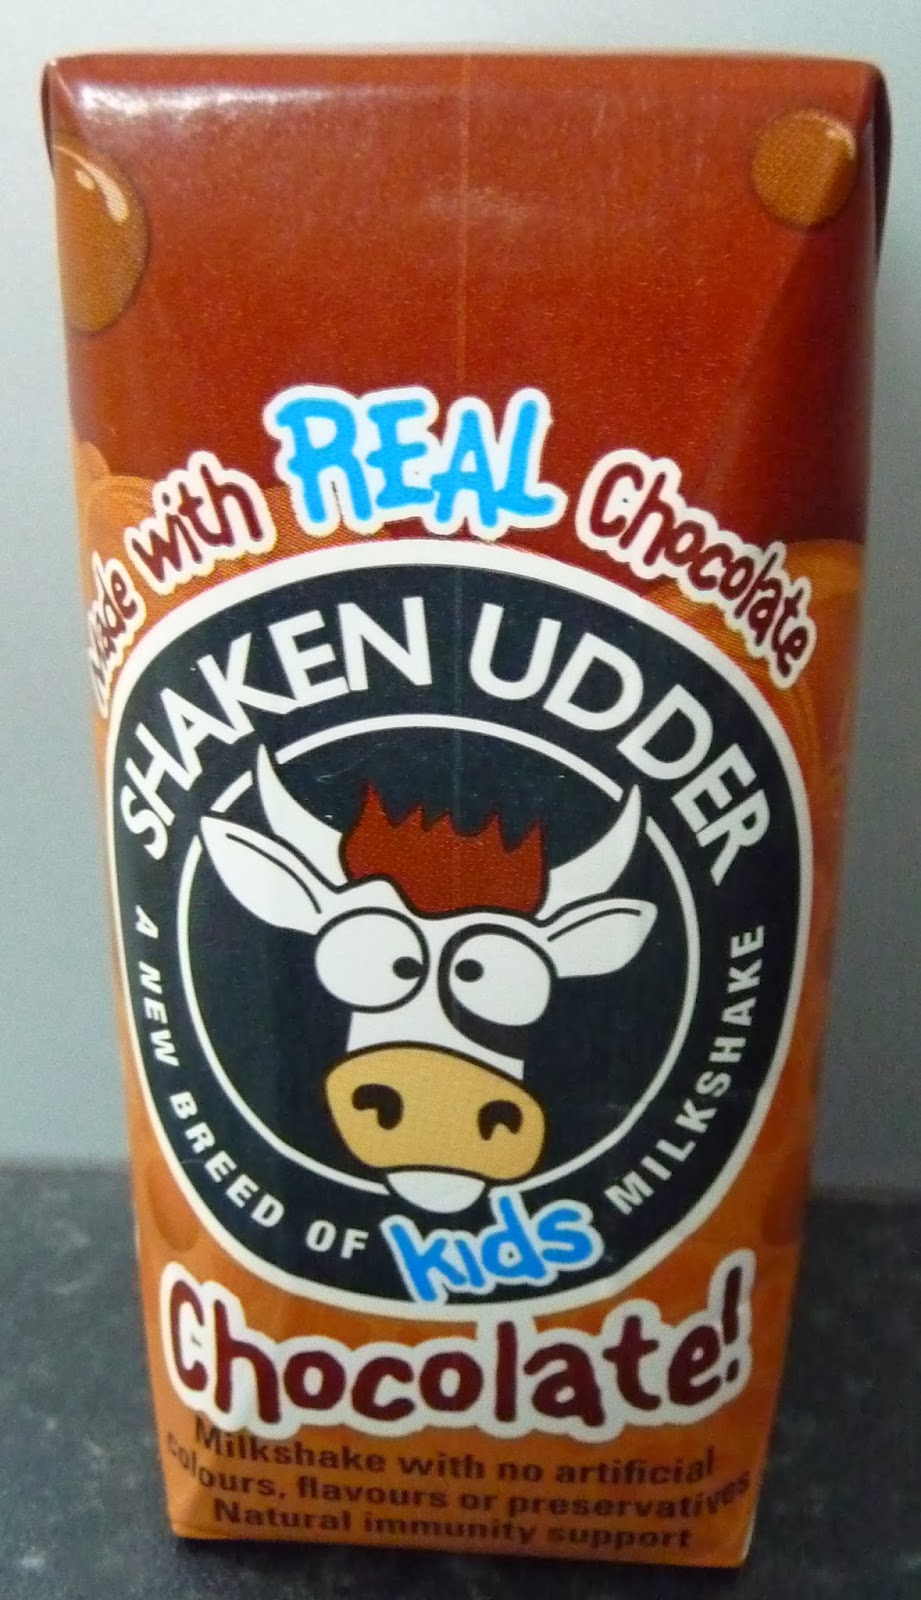 Made with REAL Chocolate
SHAKEN UDDER
A NEW BREED OF kids MILKSHAKE
Chocolate!
Milkshake with no artificial
colours, flavours or preservatives
Natural immunity support